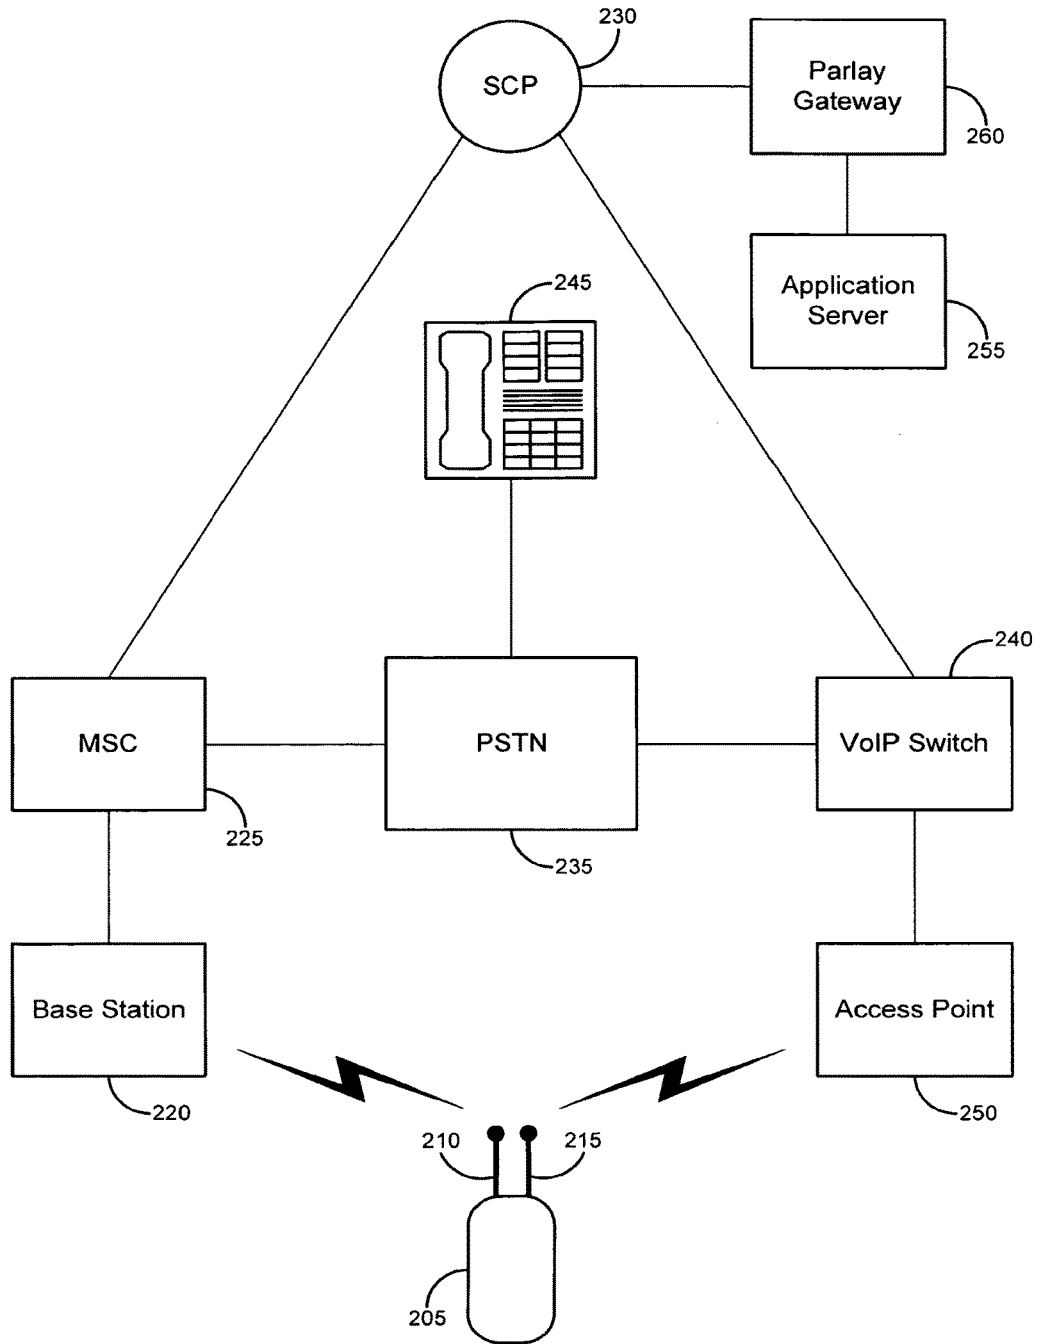 230
SCP
Parlay
Gateway
260
245
Application
Server
255
240
MSC
PSTN
VoIP Switch
225
235
Base Station
Access Point
220
250
210
215
205